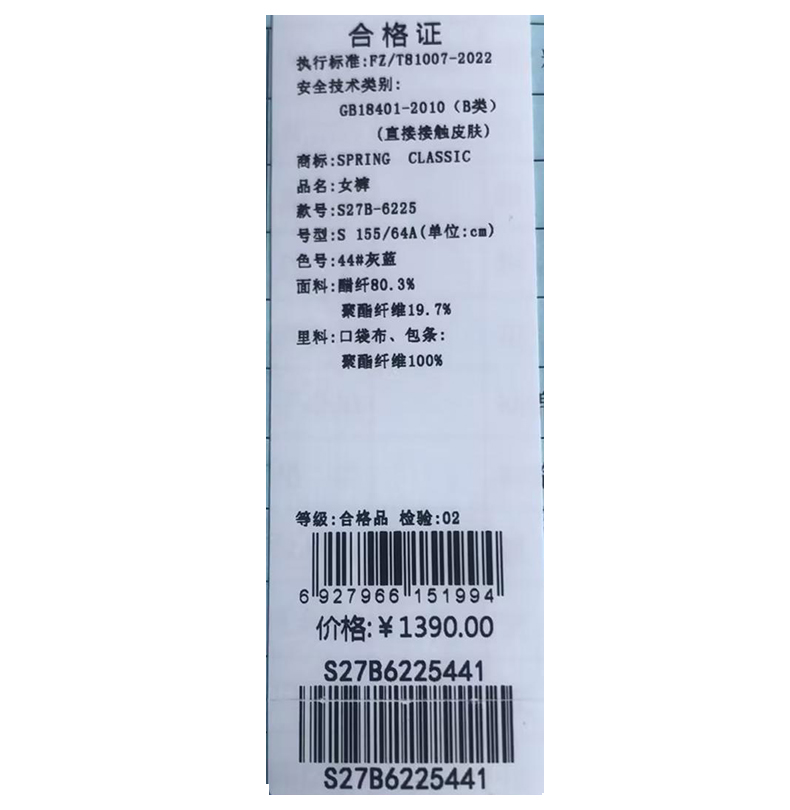 合格证
执行标准:FZ/T81007-2022
安全技术类别:
GB18401-2010（B类）
(直接接触皮肤)
商标:SPRING CLASSIC
品名:女裤
款号:S27B-6225
号型:S 155/64A(单位:cm)
色号:44#灰蓝
面料:醋纤80.3%
聚酯纤维19.7%
里料:口袋布、包条:
聚酯纤维100%
等级:合格品 检验:02
6 927966 151994
价格:￥1390.00
S27B6225441
S27B6225441